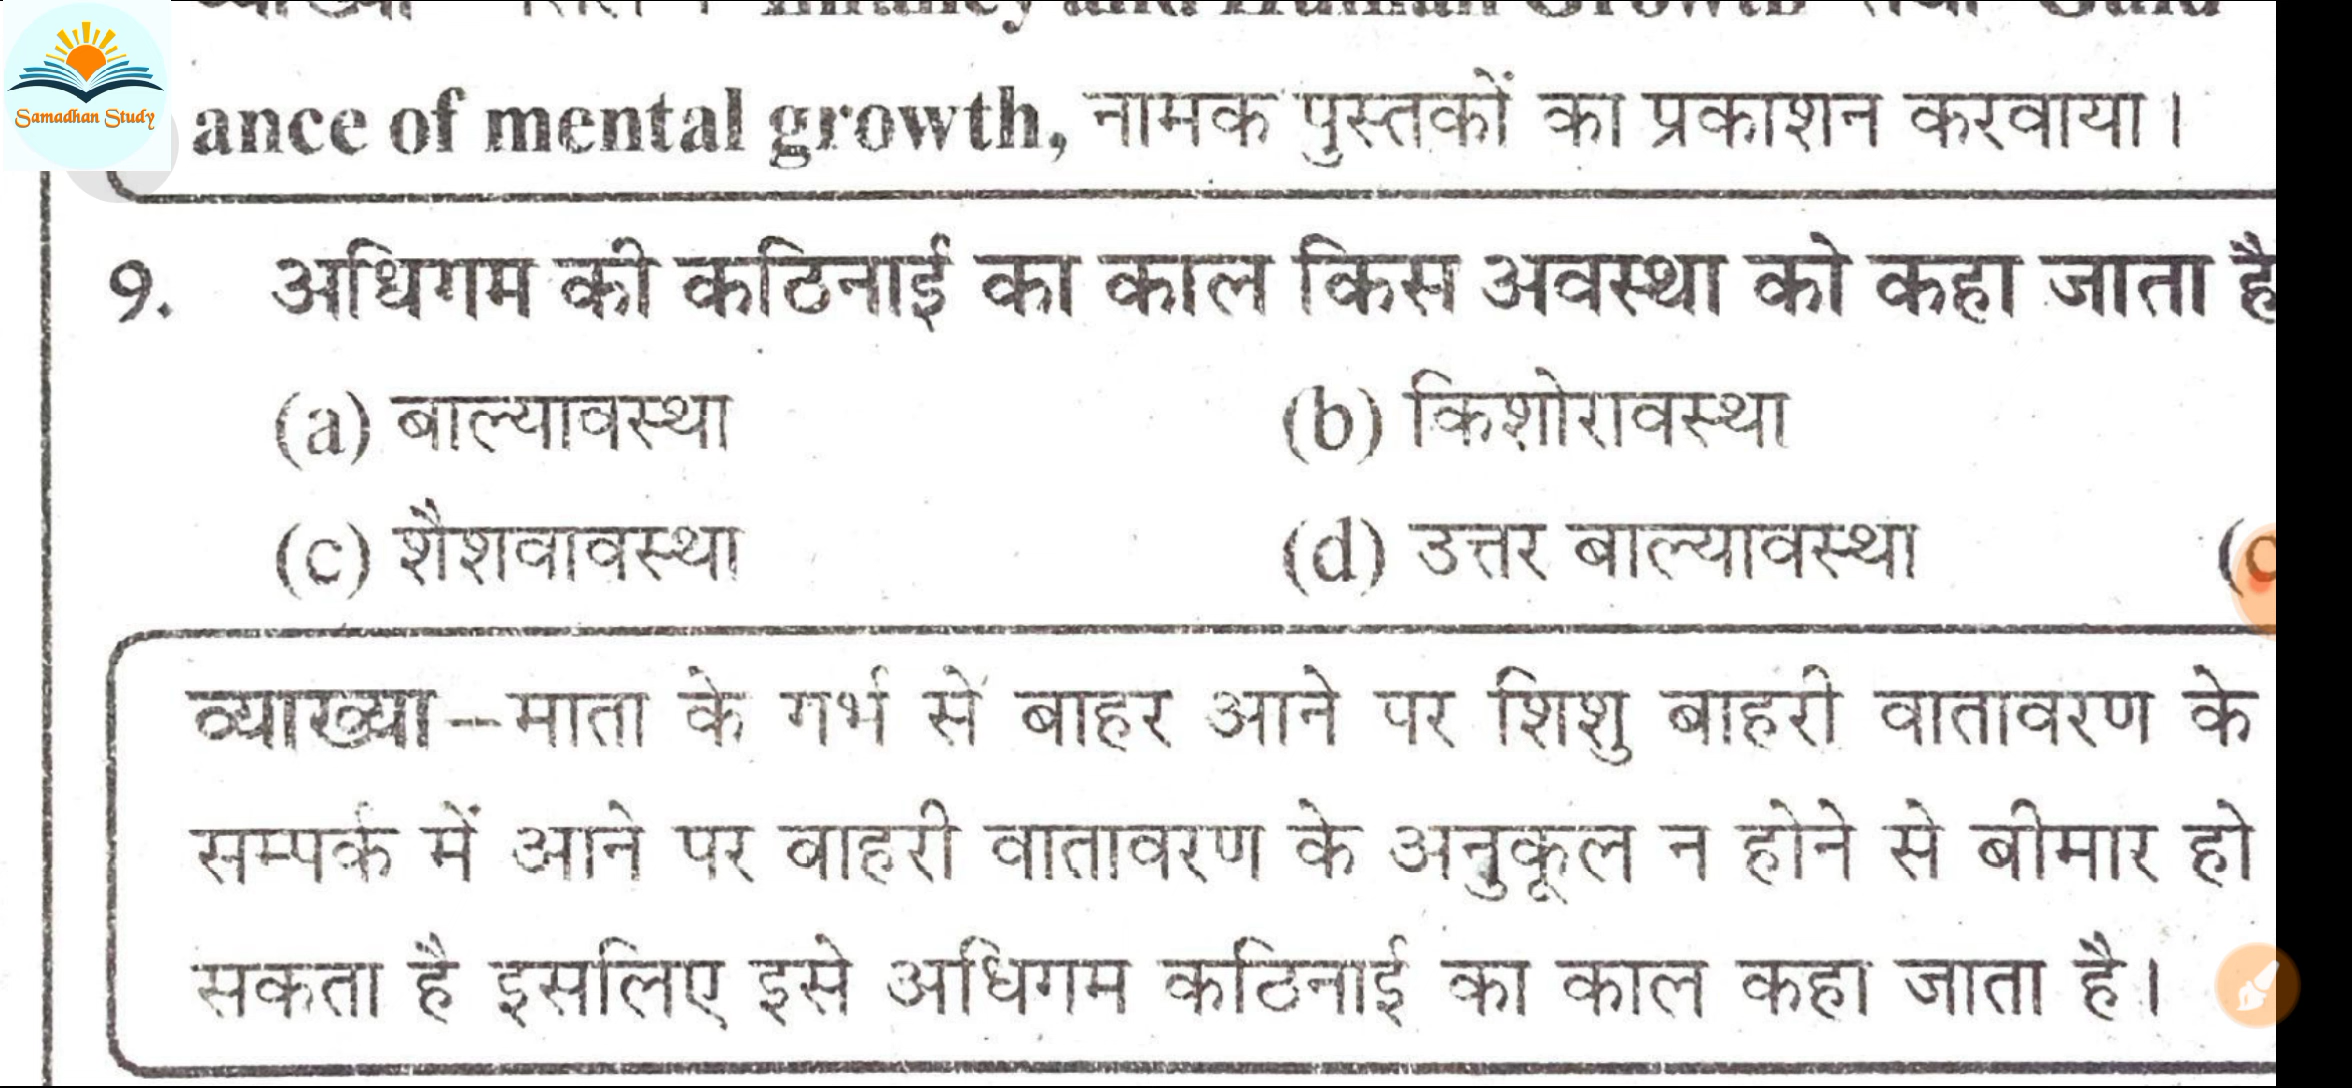 Samadhan Study
ance of mental growth, नामक पुस्तकों का प्रकाशन करवाया।
9. अधिगम की कठिनाई का काल किस अवस्था को कहा जाता है
(a) बाल्यावस्था (b) किशोरावस्था
(c) शैशवावस्था (d) उत्तर बाल्यावस्था (c
व्याख्या–माता के गर्भ से बाहर आने पर शिशु बाहरी वातावरण के
सम्पर्क में आने पर बाहरी वातावरण के अनुकूल न होने से बीमार हो
सकता है इसलिए इसे अधिगम कठिनाई का काल कहा जाता है।